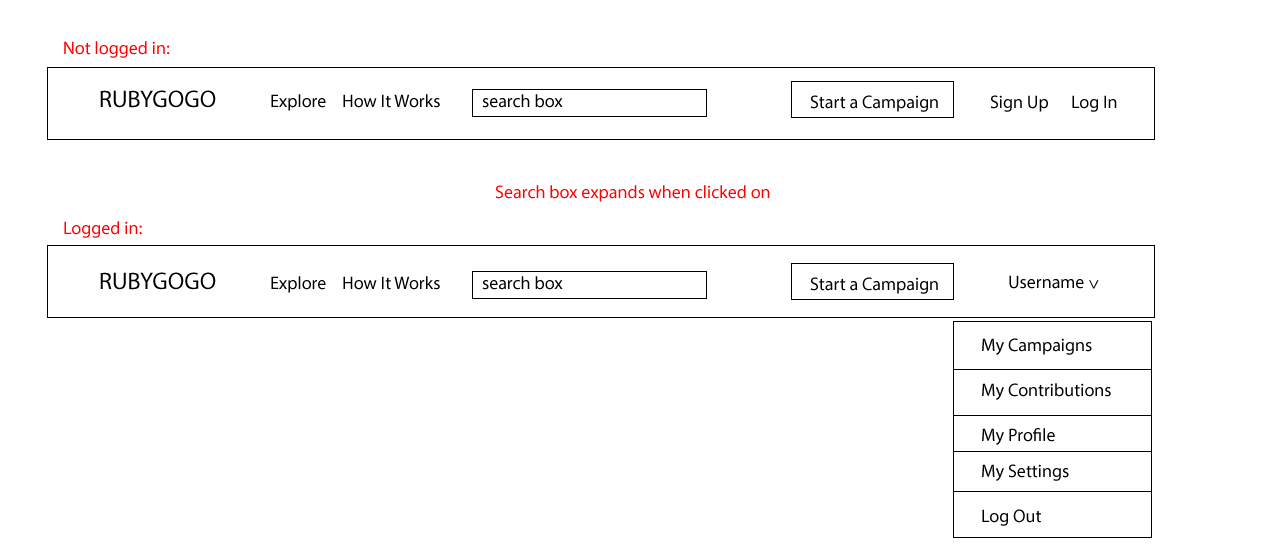 Not logged in:
RUBYGOGO Explore How It Works search box Start a Campaign Sign Up Log In
Search box expands when clicked on
Logged in:
RUBYGOGO Explore How It Works search box Start a Campaign Username v
My Campaigns
My Contributions
My Profile
My Settings
Log Out